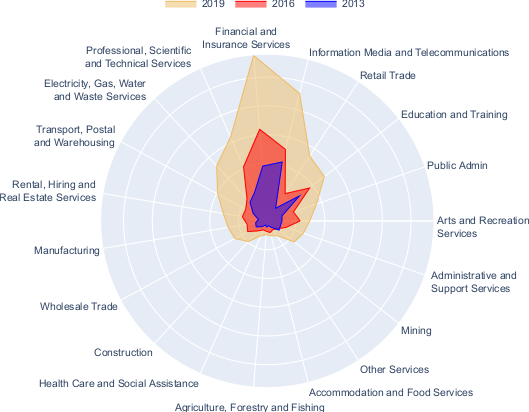 2019 2016 2013
Financial and
Insurance Services
Professional, Scientific
and Technical Services
Information Media and Telecommunications
Retail Trade
Electricity, Gas, Water
and Waste Services
Education and Training
Transport, Postal
and Warehousing
Public Admin
Rental, Hiring and
Real Estate Services
Arts and Recreation
Services
Manufacturing
Administrative and
Support Services
Wholesale Trade
Mining
Construction
Other Services
Health Care and Social Assistance
Accommodation and Food Services
Agriculture, Forestry and Fishing